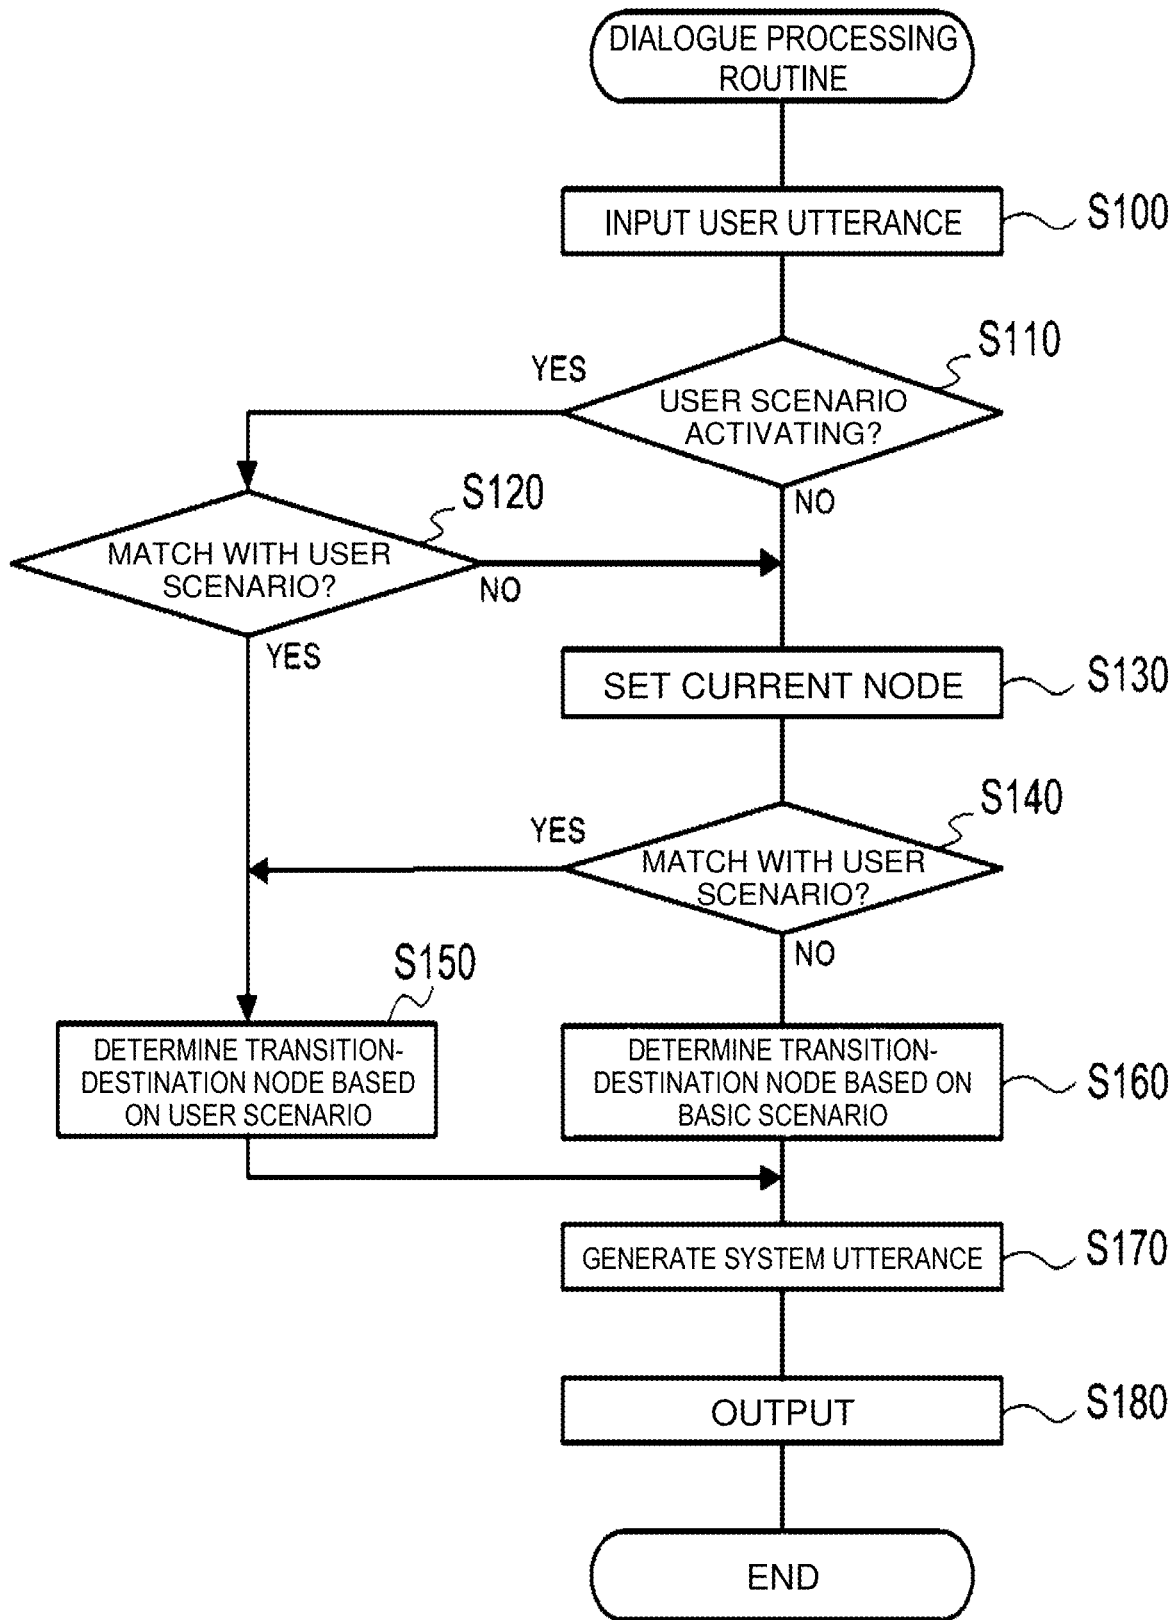 DIALOGUE PROCESSING
ROUTINE
INPUT USER UTTERANCE
S100
S110
YES
USER SCENARIO
ACTIVATING?
NO
S120
MATCH WITH USER
SCENARIO?
NO
YES
SET CURRENT NODE
S130
S140
YES
MATCH WITH USER
SCENARIO?
NO
S150
DETERMINE TRANSITION-
DESTINATION NODE BASED
ON USER SCENARIO
DETERMINE TRANSITION-
DESTINATION NODE BASED ON
BASIC SCENARIO
S160
GENERATE SYSTEM UTTERANCE
S170
OUTPUT
S180
END